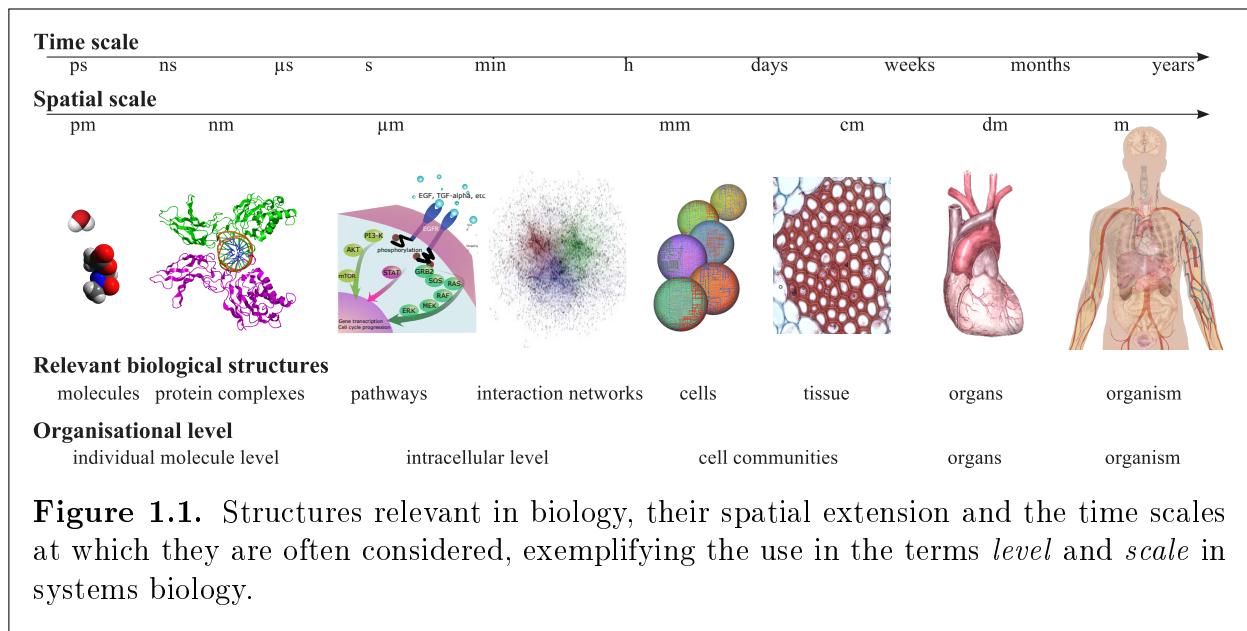 Time scale
ps ns µs s min h days weeks months years
Spatial scale
pm nm µm mm cm dm m
EGF, TGF-alpha, etc
EGFR
PI3-K
phosphorylation
AKT
mTOR
STAT
GRB2
SOS
RAS
RAF
MEK
ERK
Gene transcription
Cell cycle progression
Relevant biological structures
molecules protein complexes pathways interaction networks cells tissue organs organism
Organisational level
individual molecule level intracellular level cell communities organs organism
Figure 1.1. Structures relevant in biology, their spatial extension and the time scales
at which they are often considered, exemplifying the use in the terms level and scale in
systems biology.